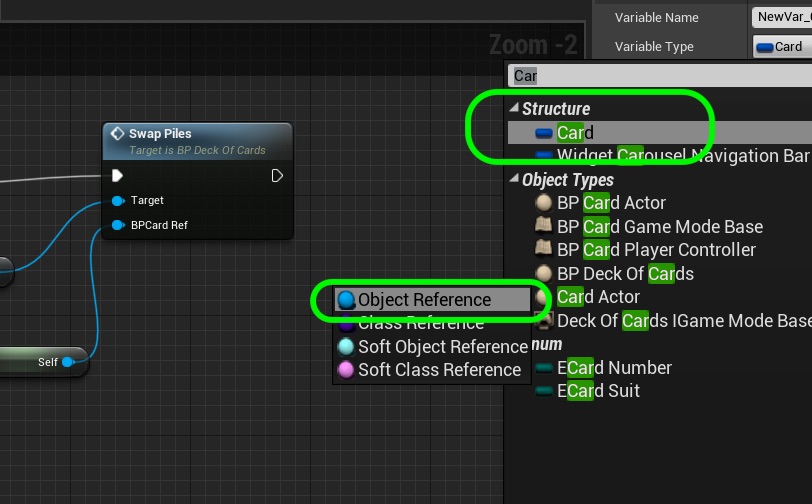 Variable Name
NewVar_
Variable Type
Card
Zoom -2
Car
Structure
Card
Widget Carousel Navigation Bar
Object Types
BP Card Actor
BP Card Game Mode Base
BP Card Player Controller
BP Deck Of Cards
Card Actor
Deck Of Cards IGame Mode Base
num
ECard Number
ECard Suit
Swap Piles
Target is BP Deck Of Cards
Target
BPCard Ref
Self
Object Reference
Class Reference
Soft Object Reference
Soft Class Reference